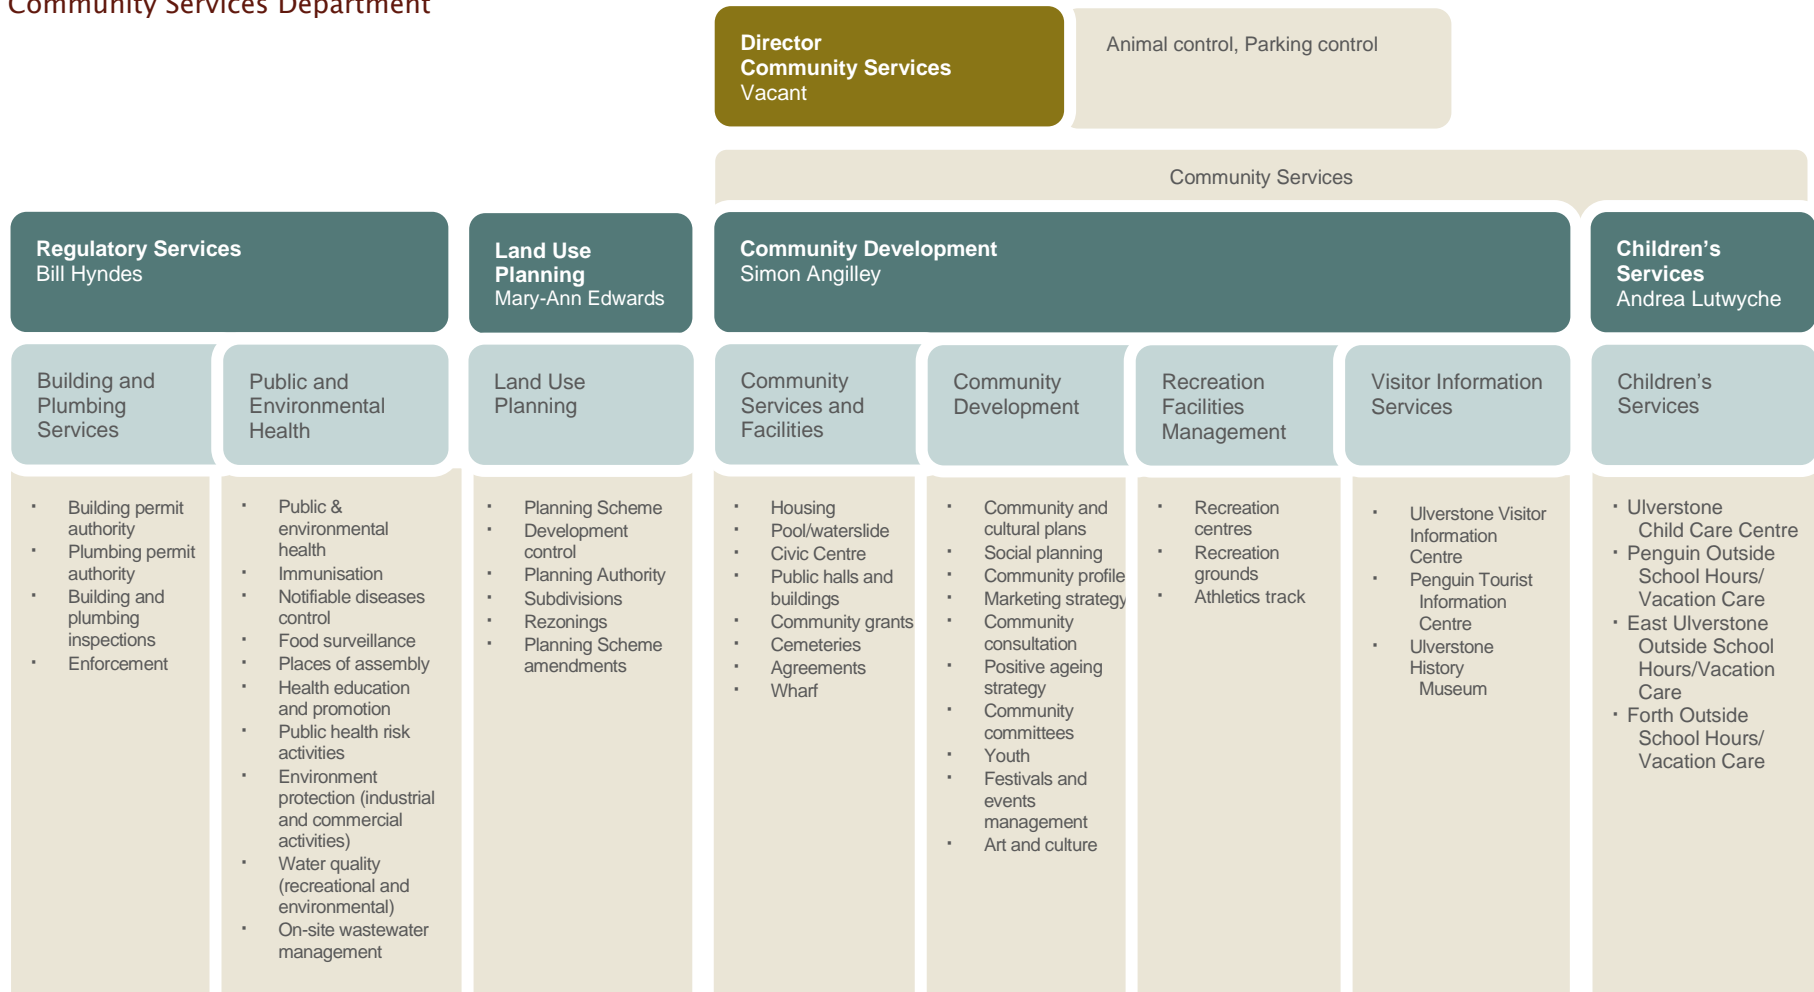 Community Services Department
Director
Community Services
Vacant
Animal control, Parking control
Community Services
Regulatory Services
Bill Hyndes
Land Use
Planning
Mary-Ann Edwards
Community Development
Simon Angilley
Children's
Services
Andrea Lutwyche
Building and
Plumbing
Services
Public and
Environmental
Health
Land Use
Planning
Community
Services and
Facilities
Community
Development
Recreation
Facilities
Management
Visitor Information
Services
Children's
Services
· Building permit
authority
· Plumbing permit
authority
· Building and
plumbing
inspections
· Enforcement
· Public &
environmental
health
· Immunisation
· Notifiable diseases
control
· Food surveillance
· Places of assembly
· Health education
and promotion
· Public health risk
activities
· Environment
protection (industrial
and commercial
activities)
· Water quality
(recreational and
environmental)
· On-site wastewater
management
· Planning Scheme
· Development
control
· Planning Authority
· Subdivisions
· Rezonings
· Planning Scheme
amendments
· Housing
· Pool/waterslide
· Civic Centre
· Public halls and
buildings
· Community grants
· Cemeteries
· Agreements
· Wharf
· Community and
cultural plans
· Social planning
· Community profile
· Marketing strategy
· Community
consultation
· Positive ageing
strategy
· Community
committees
· Youth
· Festivals and
events
management
· Art and culture
· Recreation
centres
· Recreation
grounds
· Athletics track
· Ulverstone Visitor
Information
Centre
· Penguin Tourist
Information
Centre
· Ulverstone
History
Museum
· Ulverstone
Child Care Centre
· Penguin Outside
School Hours/
Vacation Care
· East Ulverstone
Outside School
Hours/Vacation
Care
· Forth Outside
School Hours/
Vacation Care